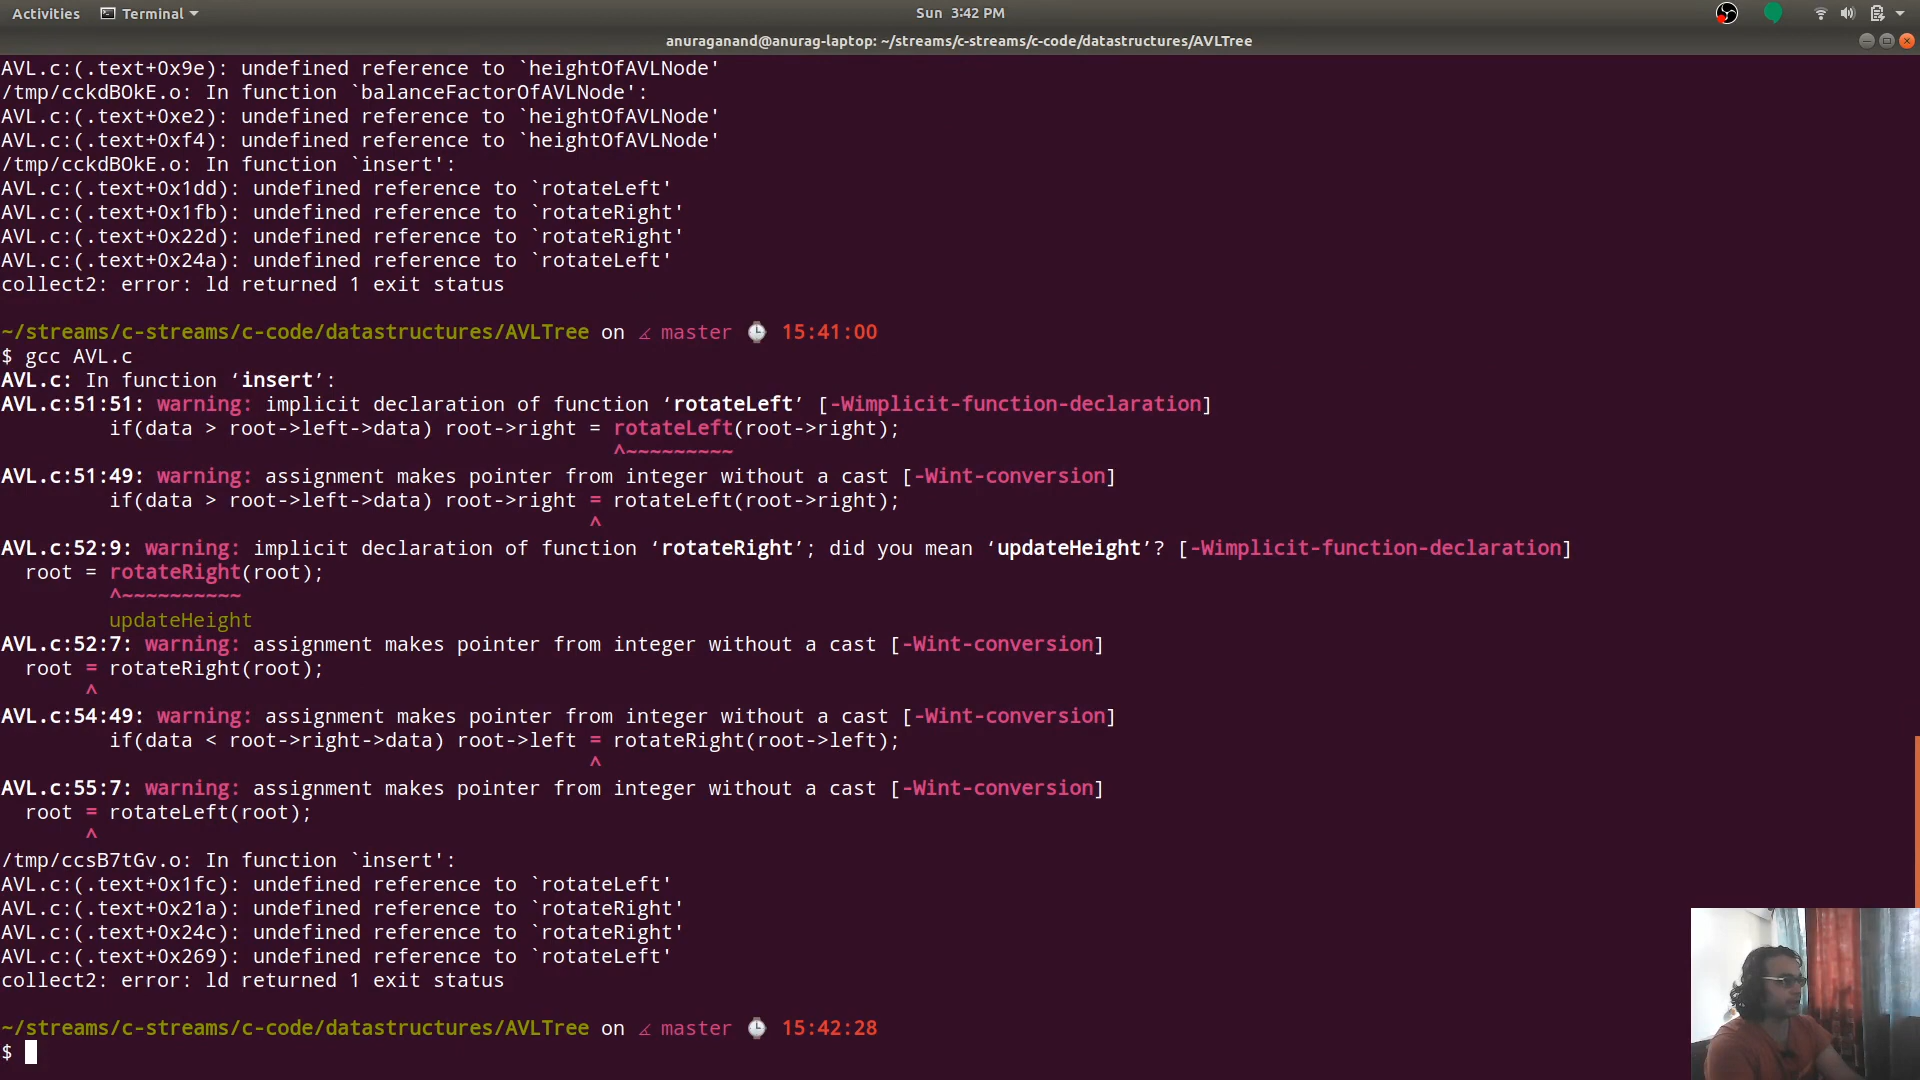 Activities Terminal Sun 3:42 PM
anuraganand@anurag-laptop: ~/streams/c-streams/c-code/datastructures/AVLTree
AVL.c:(.text+0x9e): undefined reference to `heightOfAVLNode'
/tmp/cckdBOkE.o: In function `balanceFactorOfAVLNode':
AVL.c:(.text+0xe2): undefined reference to `heightOfAVLNode'
AVL.c:(.text+0xf4): undefined reference to `heightOfAVLNode'
/tmp/cckdBOkE.o: In function `insert':
AVL.c:(.text+0x1dd): undefined reference to `rotateLeft'
AVL.c:(.text+0x1fb): undefined reference to `rotateRight'
AVL.c:(.text+0x22d): undefined reference to `rotateRight'
AVL.c:(.text+0x24a): undefined reference to `rotateLeft'
collect2: error: ld returned 1 exit status
~/streams/c-streams/c-code/datastructures/AVLTree on master 15:41:00
$ gcc AVL.c
AVL.c: In function ‘insert’:
AVL.c:51:51: warning: implicit declaration of function ‘rotateLeft’ [-Wimplicit-function-declaration]
if(data > root->left->data) root->right = rotateLeft(root->right);
^~~~~~~~~~
AVL.c:51:49: warning: assignment makes pointer from integer without a cast [-Wint-conversion]
if(data > root->left->data) root->right = rotateLeft(root->right);
^
AVL.c:52:9: warning: implicit declaration of function ‘rotateRight’; did you mean ‘updateHeight’? [-Wimplicit-function-declaration]
root = rotateRight(root);
^~~~~~~~~~~
updateHeight
AVL.c:52:7: warning: assignment makes pointer from integer without a cast [-Wint-conversion]
root = rotateRight(root);
^
AVL.c:54:49: warning: assignment makes pointer from integer without a cast [-Wint-conversion]
if(data < root->right->data) root->left = rotateRight(root->left);
^
AVL.c:55:7: warning: assignment makes pointer from integer without a cast [-Wint-conversion]
root = rotateLeft(root);
^
/tmp/ccsB7tGv.o: In function `insert':
AVL.c:(.text+0x1fc): undefined reference to `rotateLeft'
AVL.c:(.text+0x21a): undefined reference to `rotateRight'
AVL.c:(.text+0x24c): undefined reference to `rotateRight'
AVL.c:(.text+0x269): undefined reference to `rotateLeft'
collect2: error: ld returned 1 exit status
~/streams/c-streams/c-code/datastructures/AVLTree on master 15:42:28
$